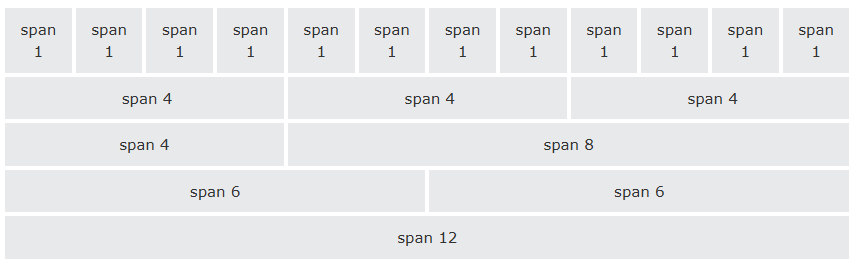 span span span span span span span span span span span span
1 1 1 1 1 1 1 1 1 1 1 1
span 4 span 4 span 4
span 4 span 8
span 6 span 6
span 12